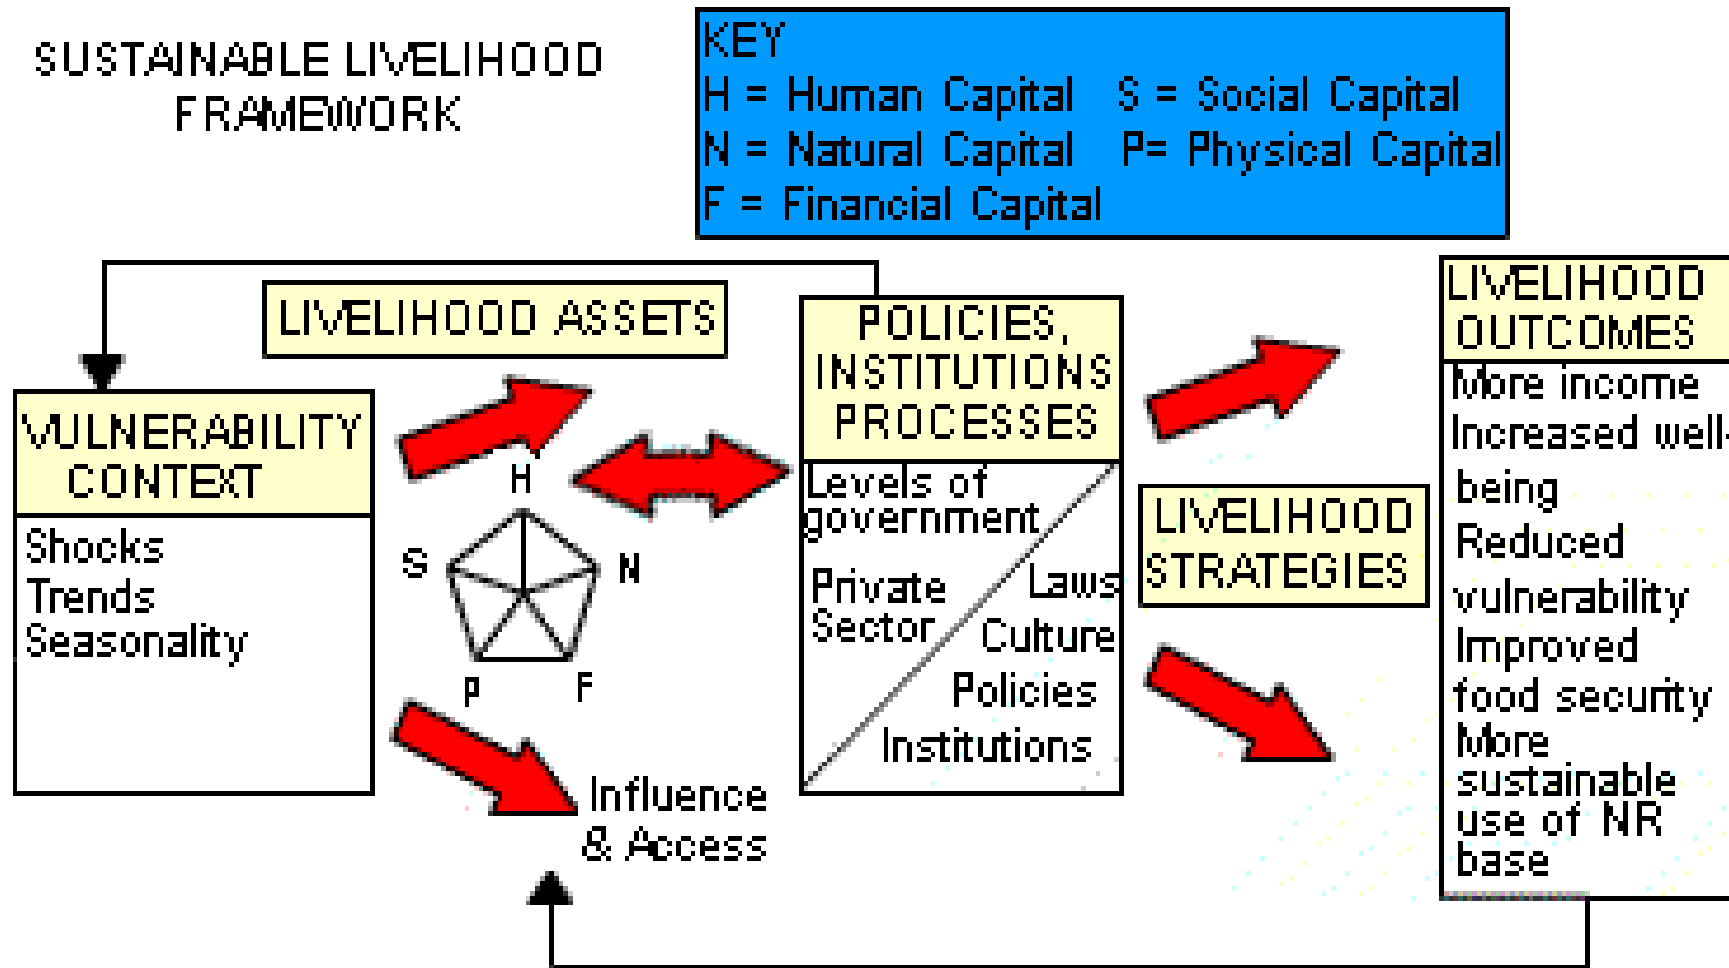 SUSTAINABLE LIVELIHOOD
FRAMEWORK
KEY
H = Human Capital S = Social Capital
N = Natural Capital P= Physical Capital
F = Financial Capital
LIVELIHOOD ASSETS
VULNERABILITY
CONTEXT
Shocks
Trends
Seasonality
H
S
N
P
F
Influence
& Access
POLICIES,
INSTITUTIONS
PROCESSES
Levels of
government
Private
Sector
Laws
Culture
Policies
Institutions
LIVELIHOOD
STRATEGIES
LIVELIHOOD
OUTCOMES
More income
Increased well-
being
Reduced
vulnerability
Improved
food security
More
sustainable
use of NR
base